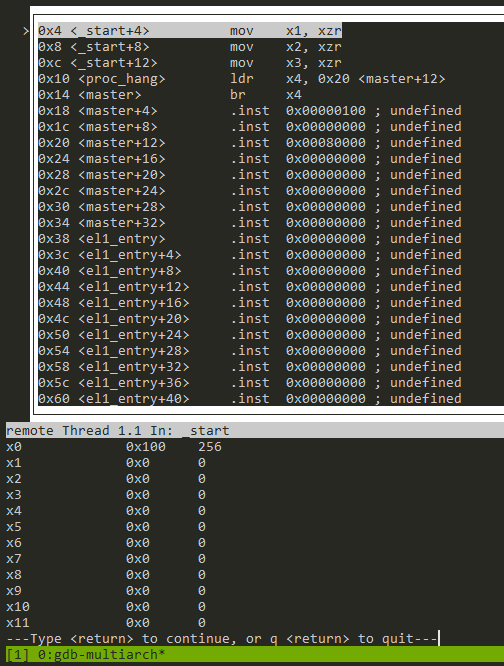 > 0x4 <_start+4> mov x1, xzr
0x8 <_start+8> mov x2, xzr
0xc <_start+12> mov x3, xzr
0x10 <proc_hang> ldr x4, 0x20 <master+12>
0x14 <master> br x4
0x18 <master+4> .inst 0x00000100 ; undefined
0x1c <master+8> .inst 0x00000000 ; undefined
0x20 <master+12> .inst 0x00080000 ; undefined
0x24 <master+16> .inst 0x00000000 ; undefined
0x28 <master+20> .inst 0x00000000 ; undefined
0x2c <master+24> .inst 0x00000000 ; undefined
0x30 <master+28> .inst 0x00000000 ; undefined
0x34 <master+32> .inst 0x00000000 ; undefined
0x38 <el1_entry> .inst 0x00000000 ; undefined
0x3c <el1_entry+4> .inst 0x00000000 ; undefined
0x40 <el1_entry+8> .inst 0x00000000 ; undefined
0x44 <el1_entry+12> .inst 0x00000000 ; undefined
0x48 <el1_entry+16> .inst 0x00000000 ; undefined
0x4c <el1_entry+20> .inst 0x00000000 ; undefined
0x50 <el1_entry+24> .inst 0x00000000 ; undefined
0x54 <el1_entry+28> .inst 0x00000000 ; undefined
0x58 <el1_entry+32> .inst 0x00000000 ; undefined
0x5c <el1_entry+36> .inst 0x00000000 ; undefined
0x60 <el1_entry+40> .inst 0x00000000 ; undefined
remote Thread 1.1 In: _start
x0 0x100 256
x1 0x0 0
x2 0x0 0
x3 0x0 0
x4 0x0 0
x5 0x0 0
x6 0x0 0
x7 0x0 0
x8 0x0 0
x9 0x0 0
x10 0x0 0
x11 0x0 0
---Type <return> to continue, or q <return> to quit---
[1] 0:gdb-multiarch*